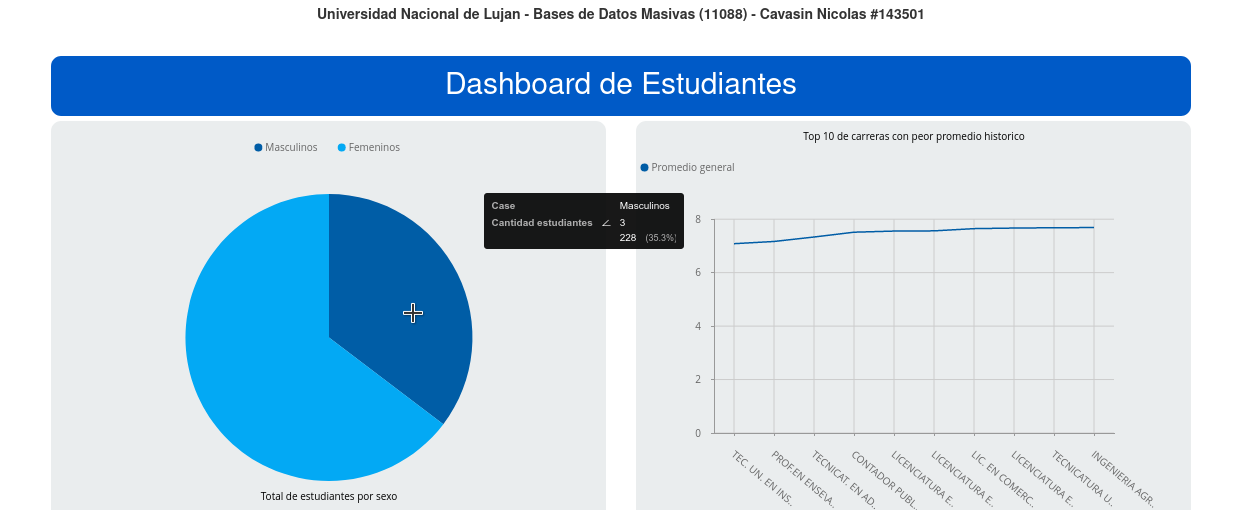 Universidad Nacional de Lujan - Bases de Datos Masivas (11088) - Cavasin Nicolas #143501
Dashboard de Estudiantes
Masculinos Femeninos
Case Masculinos
Cantidad estudiantes ∠ 3
228 (35.3%)
Total de estudiantes por sexo
Top 10 de carreras con peor promedio historico
Promedio general
8
6
4
2
0
TEC. UN. EN INS..
PROF.EN ENSEıA..
TECNICAT. EN AD..
CONTADOR PUBL..
LICENCIATURA E..
LICENCIATURA E..
LIC. EN COMERC..
LICENCIATURA E..
TECNICATURA U..
INGENIERIA AGR..